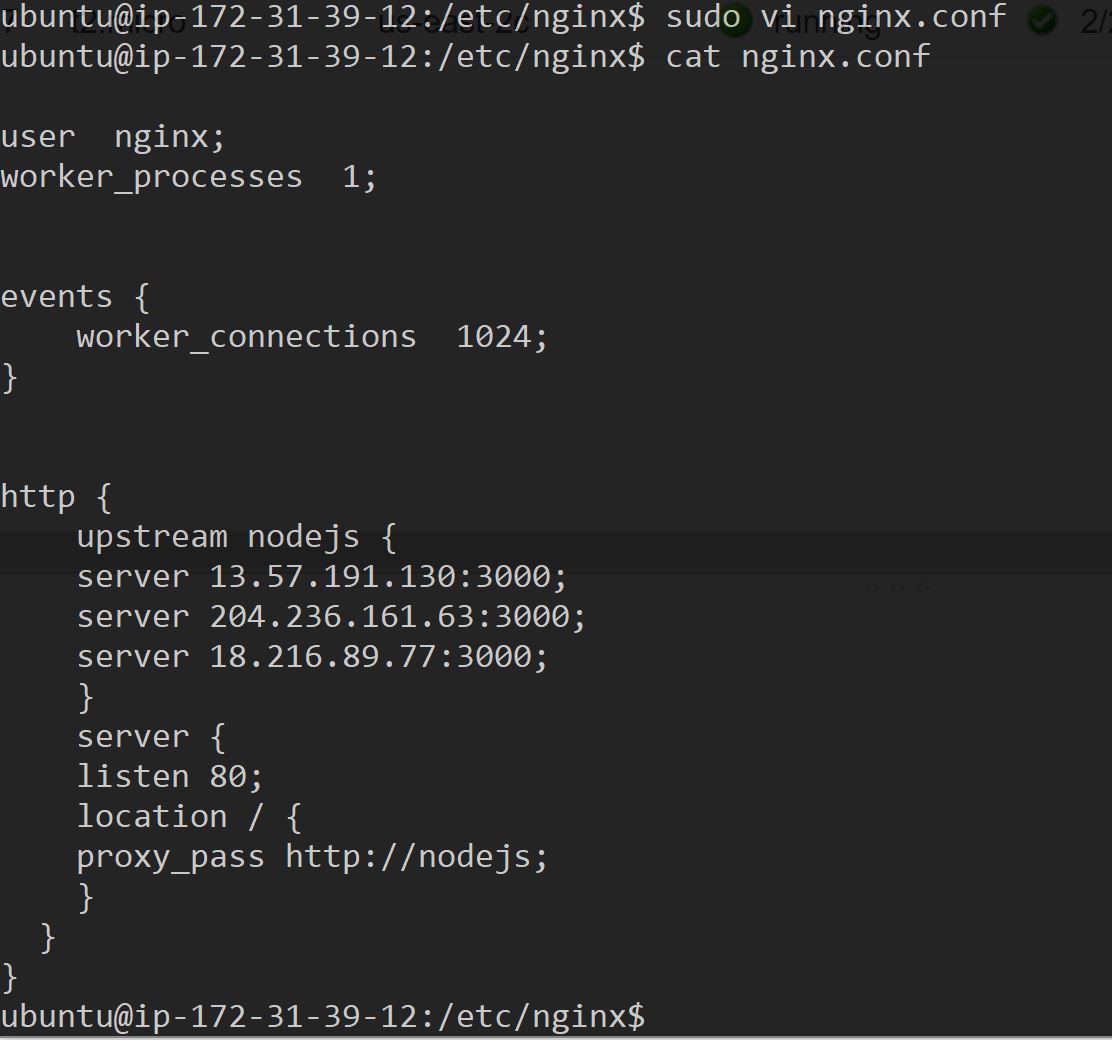 ubuntu@ip-172-31-39-12:/etc/nginx$ sudo vi nginx.conf
ubuntu@ip-172-31-39-12:/etc/nginx$ cat nginx.conf
user  nginx;
worker_processes  1;
events {
    worker_connections  1024;
}
http {
    upstream nodejs {
    server 13.57.191.130:3000;
    server 204.236.161.63:3000;
    server 18.216.89.77:3000;
    }
    server {
    listen 80;
    location / {
    proxy_pass http://nodejs;
    }
  }
}
ubuntu@ip-172-31-39-12:/etc/nginx$